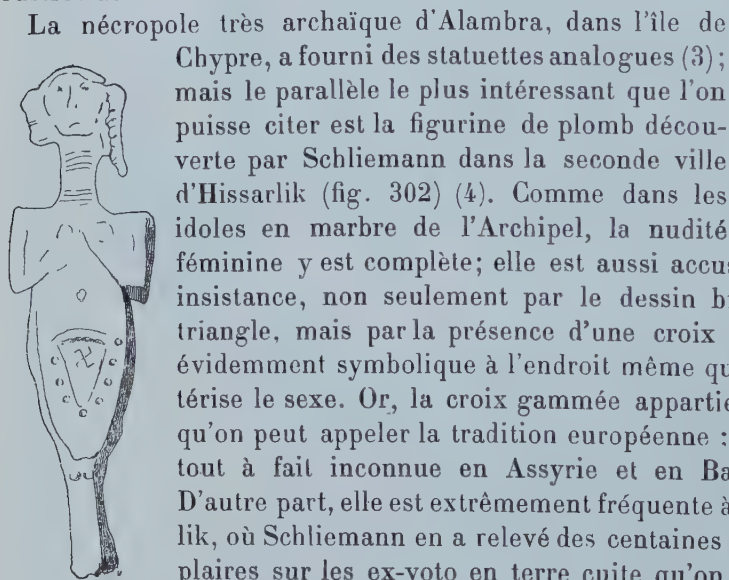 La nécropole très archaïque d'Alambra, dans l'île de
Chypre, a fourni des statuettes analogues (3);
mais le parallèle le plus intéressant que l'on
puisse citer est la figurine de plomb décou-
verte par Schliemann dans la seconde ville
d'Hissarlik (fig. 302) (4). Comme dans les
idoles en marbre de l'Archipel, la nudité
féminine y est complète; elle est aussi
insistance, non seulement par le dessin
triangle, mais par la présence d'une croix
évidemment symbolique à l'endroit même
térise le sexe. Or, la croix gammée
qu'on peut appeler la tradition européenne :
tout à fait inconnue en Assyrie et en
D'autre part, elle est extrêmement fréquente à
lik, où Schliemann en a relevé des centaines
plaires sur les ex-voto en terre cuite qu'on